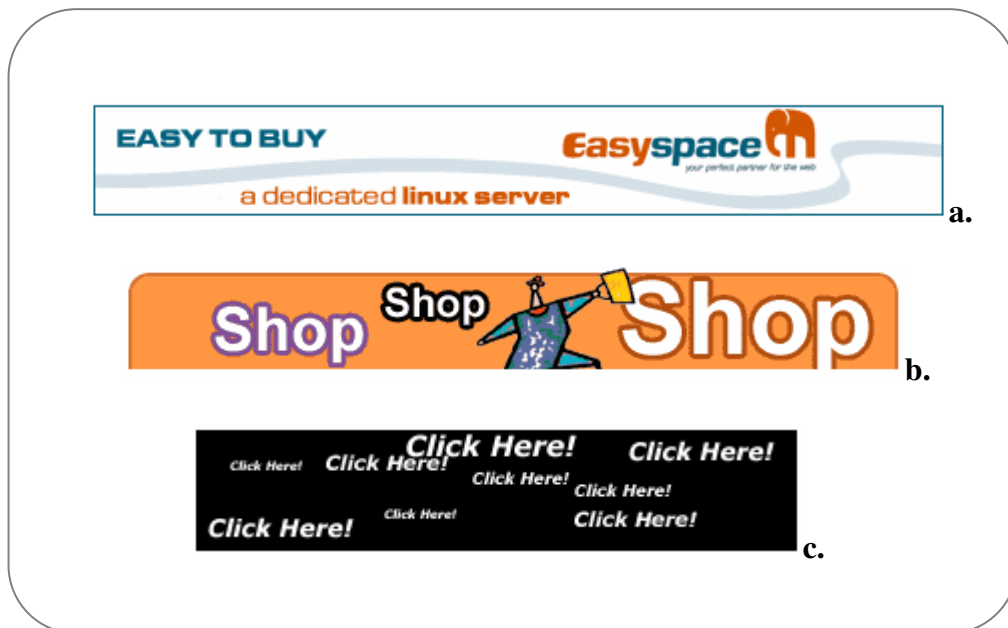 EASY TO BUY
Easyspace
your perfect partner for the web
a dedicated linux server
a.
Shop
Shop
Shop
b.
Click Here!
Click Here!
Click Here!
Click Here!
Click Here!
Click Here!
Click Here!
Click Here!
Click Here!
c.